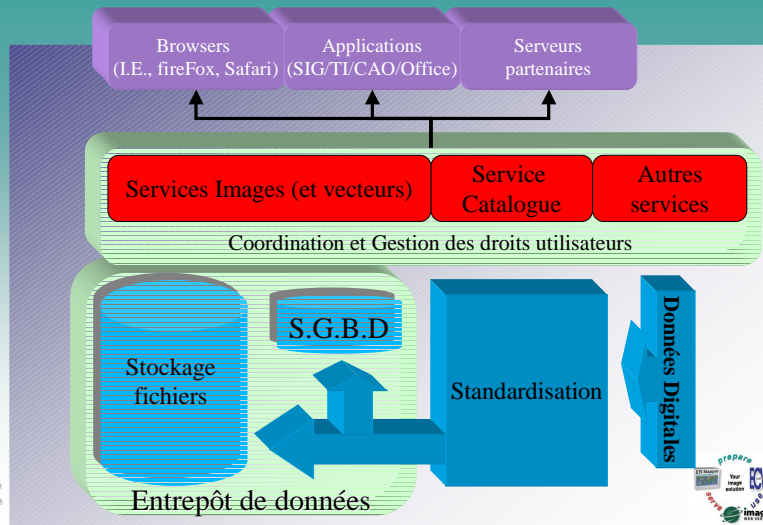 Browsers
(I.E., fireFox, Safari)
Applications
(SIG/TI/CAO/Office)
Serveurs
partenaires
Services Images (et vecteurs)
Service
Catalogue
Autres
services
Coordination et Gestion des droits utilisateurs
S.G.B.D
Stockage
fichiers
Standardisation
Données Digitales
Entrepôt de données
prepare
ER Mapper
Your
image
solution
serve
use